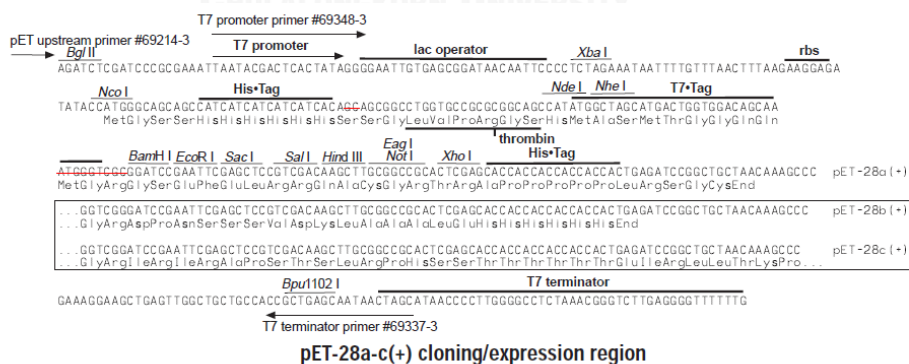 T7 promoter primer #69348-3
pET upstream primer #69214-3
Bgl II
T7 promoter
lac operator
Xba I
rbs
AGATCTCGATCCCGCGAAATTAATACGACTCACTATAGGGGAATTGTGAGCGGATAACAATTCCCCTCTAGAAATAATTTTGTTTAACTTTAAGAAGGAGA
Nco I
His•Tag
Nde I
Nhe I
T7•Tag
TATACCATGGGCAGCAGCCATCATCATCATCATCACAGCAGCGGCCTGGTGCCGCGCGGCAGCCATATGGCTAGCATGACTGGTGGACAGCAA
MetGlySerSerHisHisHisHisHisHisSerSerGlyLeuValProArgGlySerHisMetAlaSerMetThrGlyGlyGlnGln
thrombin
BamH I
EcoR I
Sac I
Sal I
Hind III
Eag I
Not I
Xho I
His•Tag
ATGGGTCGCGGATCCGAATTCGAGCTCCGTCGACAAGCTTGCGGCCGCACTCGAGCACCACCACCACCACCACTGAGATCCGGCTGCTAACAAAGCCC pET-28a(+)
MetGlyArgGlySerGluPheGluLeuArgArgGlnAlaCysGlyArgThrArgAlaProProProProProProLeuArgSerGlyCysEnd
...GGTCGGGATCCGAATTCGAGCTCCGTCGACAAGCTTGCGGCCGCACTCGAGCACCACCACCACCACCACTGAGATCCGGCTGCTAACAAAGCCC pET-28b(+)
...GlyArgAspProAsnSerSerSerValAspLysLeuAlaAlaAlaLeuGluHisHisHisHisHisHisEnd
...GGTCGGATCCGAATTCGAGCTCCGTCGACAAGCTTGCGGCCGCACTCGAGCACCACCACCACCACCACTGAGATCCGGCTGCTAACAAAGCCC pET-28c(+)
...GlyArgIleArgIleArgAlaProSerThrSerLeuArgProHisSerSerThrThrThrThrThrThrGluIleArgLeuLeuThrLysPro...
Bpu1102 I
T7 terminator
GAAAGGAAGCTGAGTTGGCTGCTGCCACCGCTGAGCAATAACTAGCATAACCCCTTGGGGCCTCTAAACGGGTCTTGAGGGGTTTTTTG
T7 terminator primer #69337-3
pET-28a-c(+) cloning/expression region